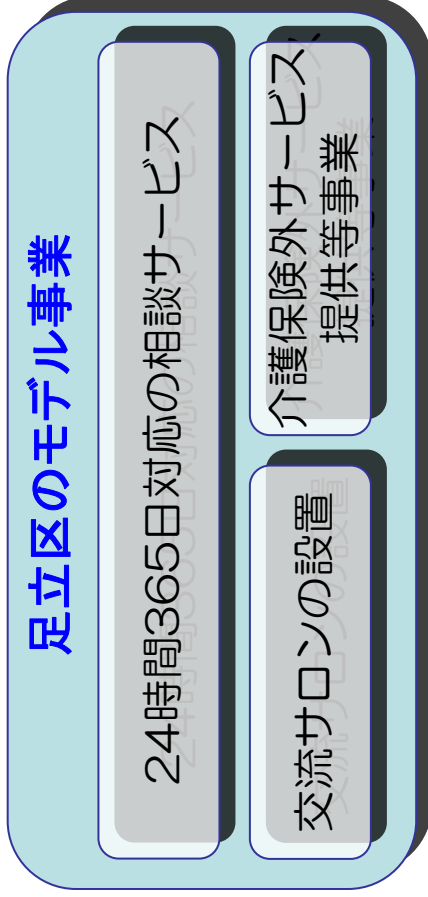 足立区のモデル事業
24時間365日対応の相談サービス
交流サロンの設置
介護保険外サービス
提供等事業